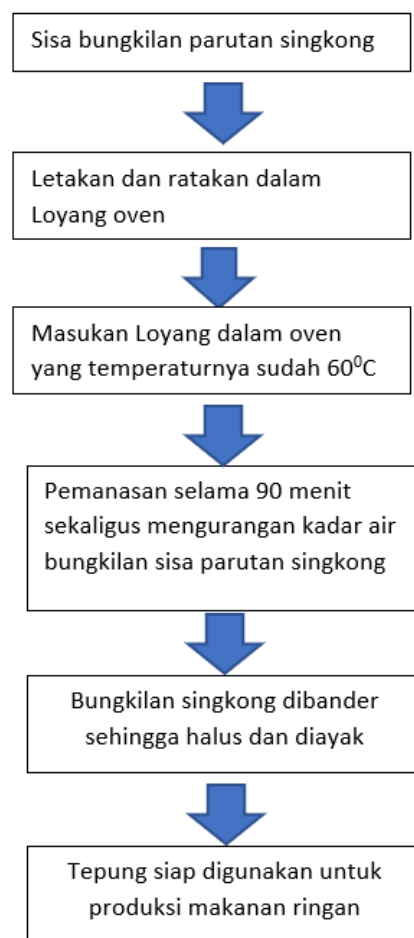 Sisa bungkilan parutan singkong
Letakan dan ratakan dalam
Loyang oven
Masukan Loyang dalam oven
yang temperaturnya sudah 60⁰C
Pemanasan selama 90 menit
sekaligus mengurangan kadar air
bungkilan sisa parutan singkong
Bungkilan singkong dibander
sehingga halus dan diayak
Tepung siap digunakan untuk
produksi makanan ringan